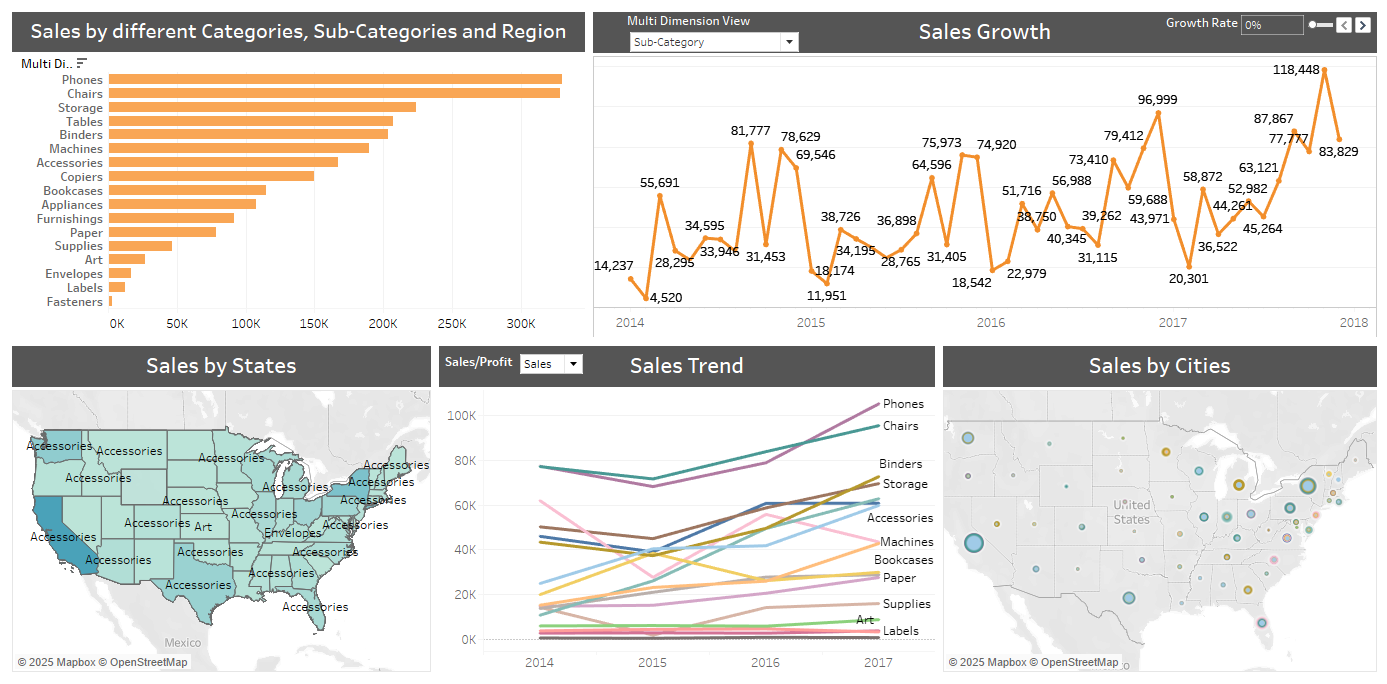 Sales by different Categories, Sub-Categories and Region
Multi Di..
Phones
Chairs
Storage
Tables
Binders
Machines
Accessories
Copiers
Bookcases
Appliances
Furnishings
Paper
Supplies
Art
Envelopes
Labels
Fasteners
0K 50K 100K 150K 200K 250K 300K
Multi Dimension View
Sub-Category
Sales Growth
Growth Rate 0%
118,448
96,999
87,867
81,777 78,629
79,412 77,777
75,973 74,920
83,829
69,546
73,410
64,596
63,121
55,691
56,988
58,872
51,716
59,688
52,982
38,726
36,898
38,750
39,262
43,971
44,261
34,595
45,264
33,946
34,195
40,345
36,522
28,295
31,453
28,765
31,405
31,115
14,237
18,174
22,979
20,301
4,520
11,951
18,542
2014 2015 2016 2017 2018
Sales by States
Accessories
Accessories
Accessories
Accessories
Accessories
Accessories
Accessories
Accessories
Accessories
Accessories
Accessories
Accessories
Art
Accessories
Accessories
Envelopes
Accessories
Accessories
Accessories
Accessories
Accessories
Accessories
Mexico
© 2025 Mapbox © OpenStreetMap
Sales/Profit
Sales
Sales Trend
100K
80K
60K
40K
20K
0K
Phones
Chairs
Binders
Storage
Accessories
Machines
Bookcases
Paper
Supplies
Art
Labels
2014 2015 2016 2017
Sales by Cities
United
States
© 2025 Mapbox © OpenStreetMap